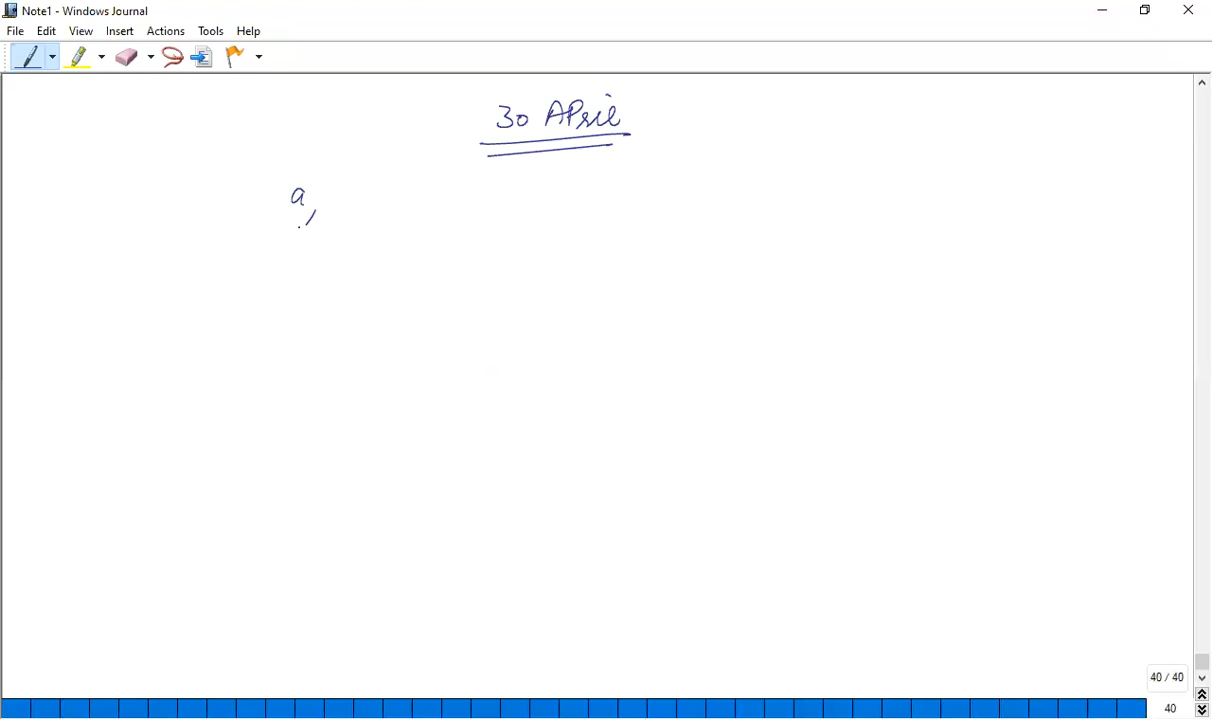 Note1 - Windows Journal
File Edit View Insert Actions Tools Help
30 APril
a,
40 / 40
40